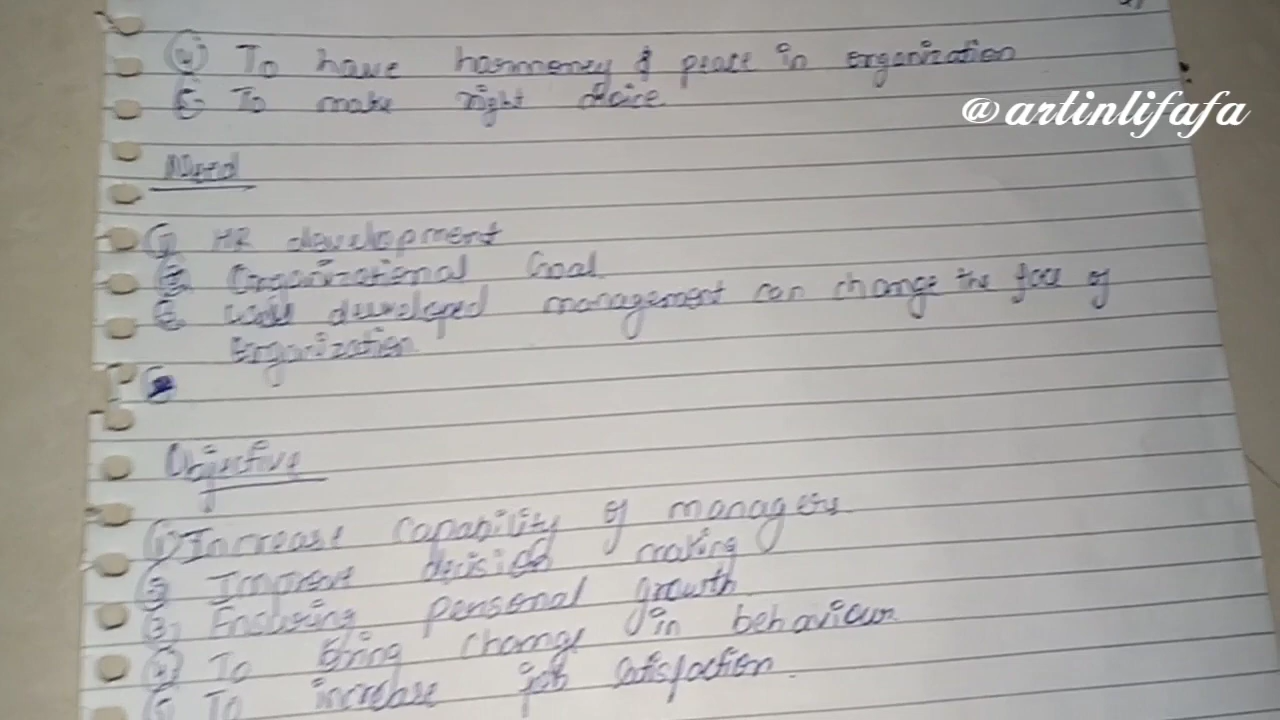 (4) To have harmoney & peace in organization
5 To make right
@artinlifafa
Need
(1) HR development
(2) Organizational Goal
3 well developed management can change the face of
organization
Objective
(1) Increase capability of managers
(2) Improve decision making
(3) Ensuring personal growth
(4) To Bring change in behaviour
(5) To increase job satisfaction.